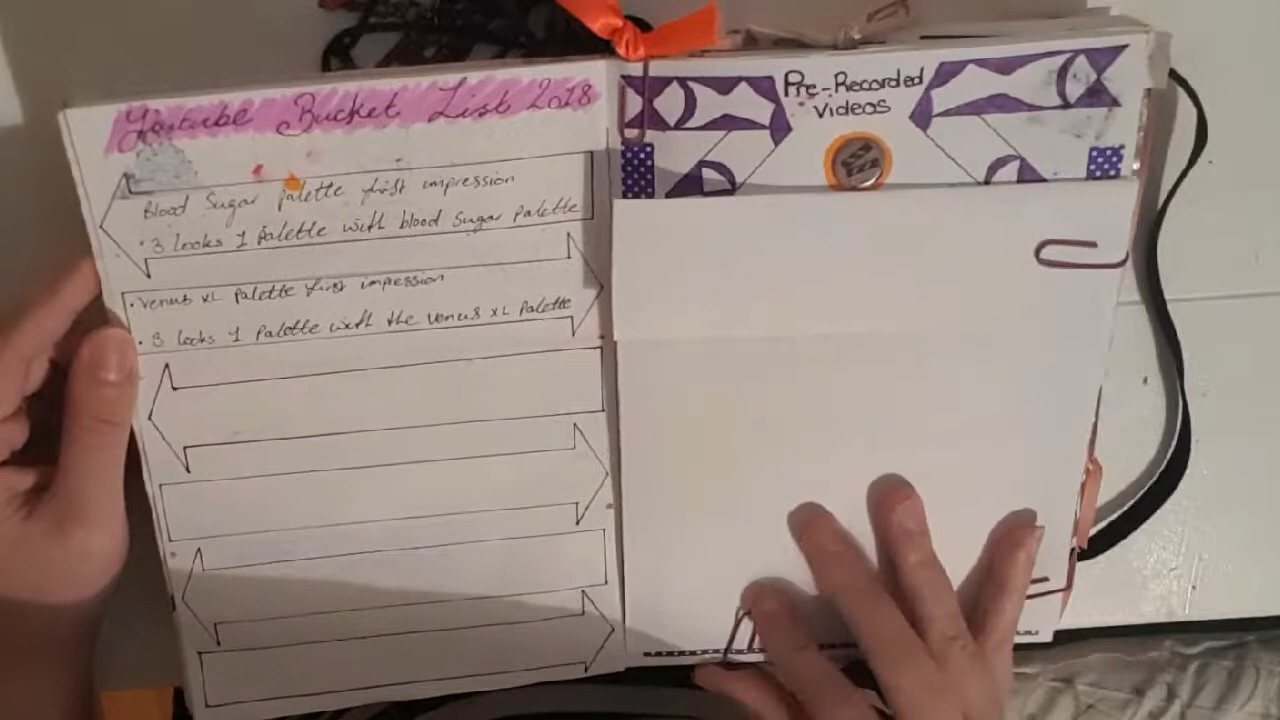 Youtube Bucket List 2018
Blood Sugar palette first impression
• 3 looks 1 palette with blood sugar palette
• Venus XL palette first impression
• 3 looks 1 palette with the venus XL palette
Pre-Recorded
Videos